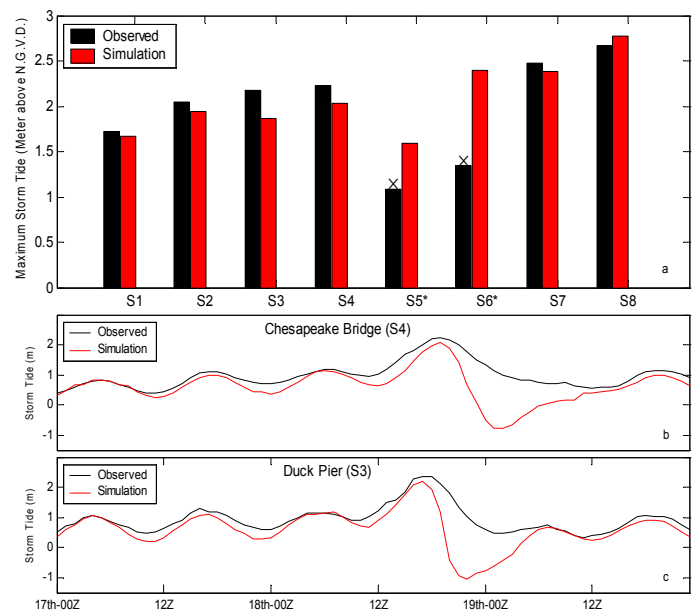 Maximum Storm Tide (Meter above N.G.V.D.)
3
2.5
2
1.5
1
0.5
0
Observed
Simulation
a
S1 S2 S3 S4 S5* S6* S7 S8
Storm Tide (m)
2
1
0
-1
Observed
Simulation
Chesapeake Bridge (S4)
b
Storm Tide (m)
2
1
0
-1
Observed
Simulation
Duck Pier (S3)
c
17th-00Z 12Z 18th-00Z 12Z 19th-00Z 12Z